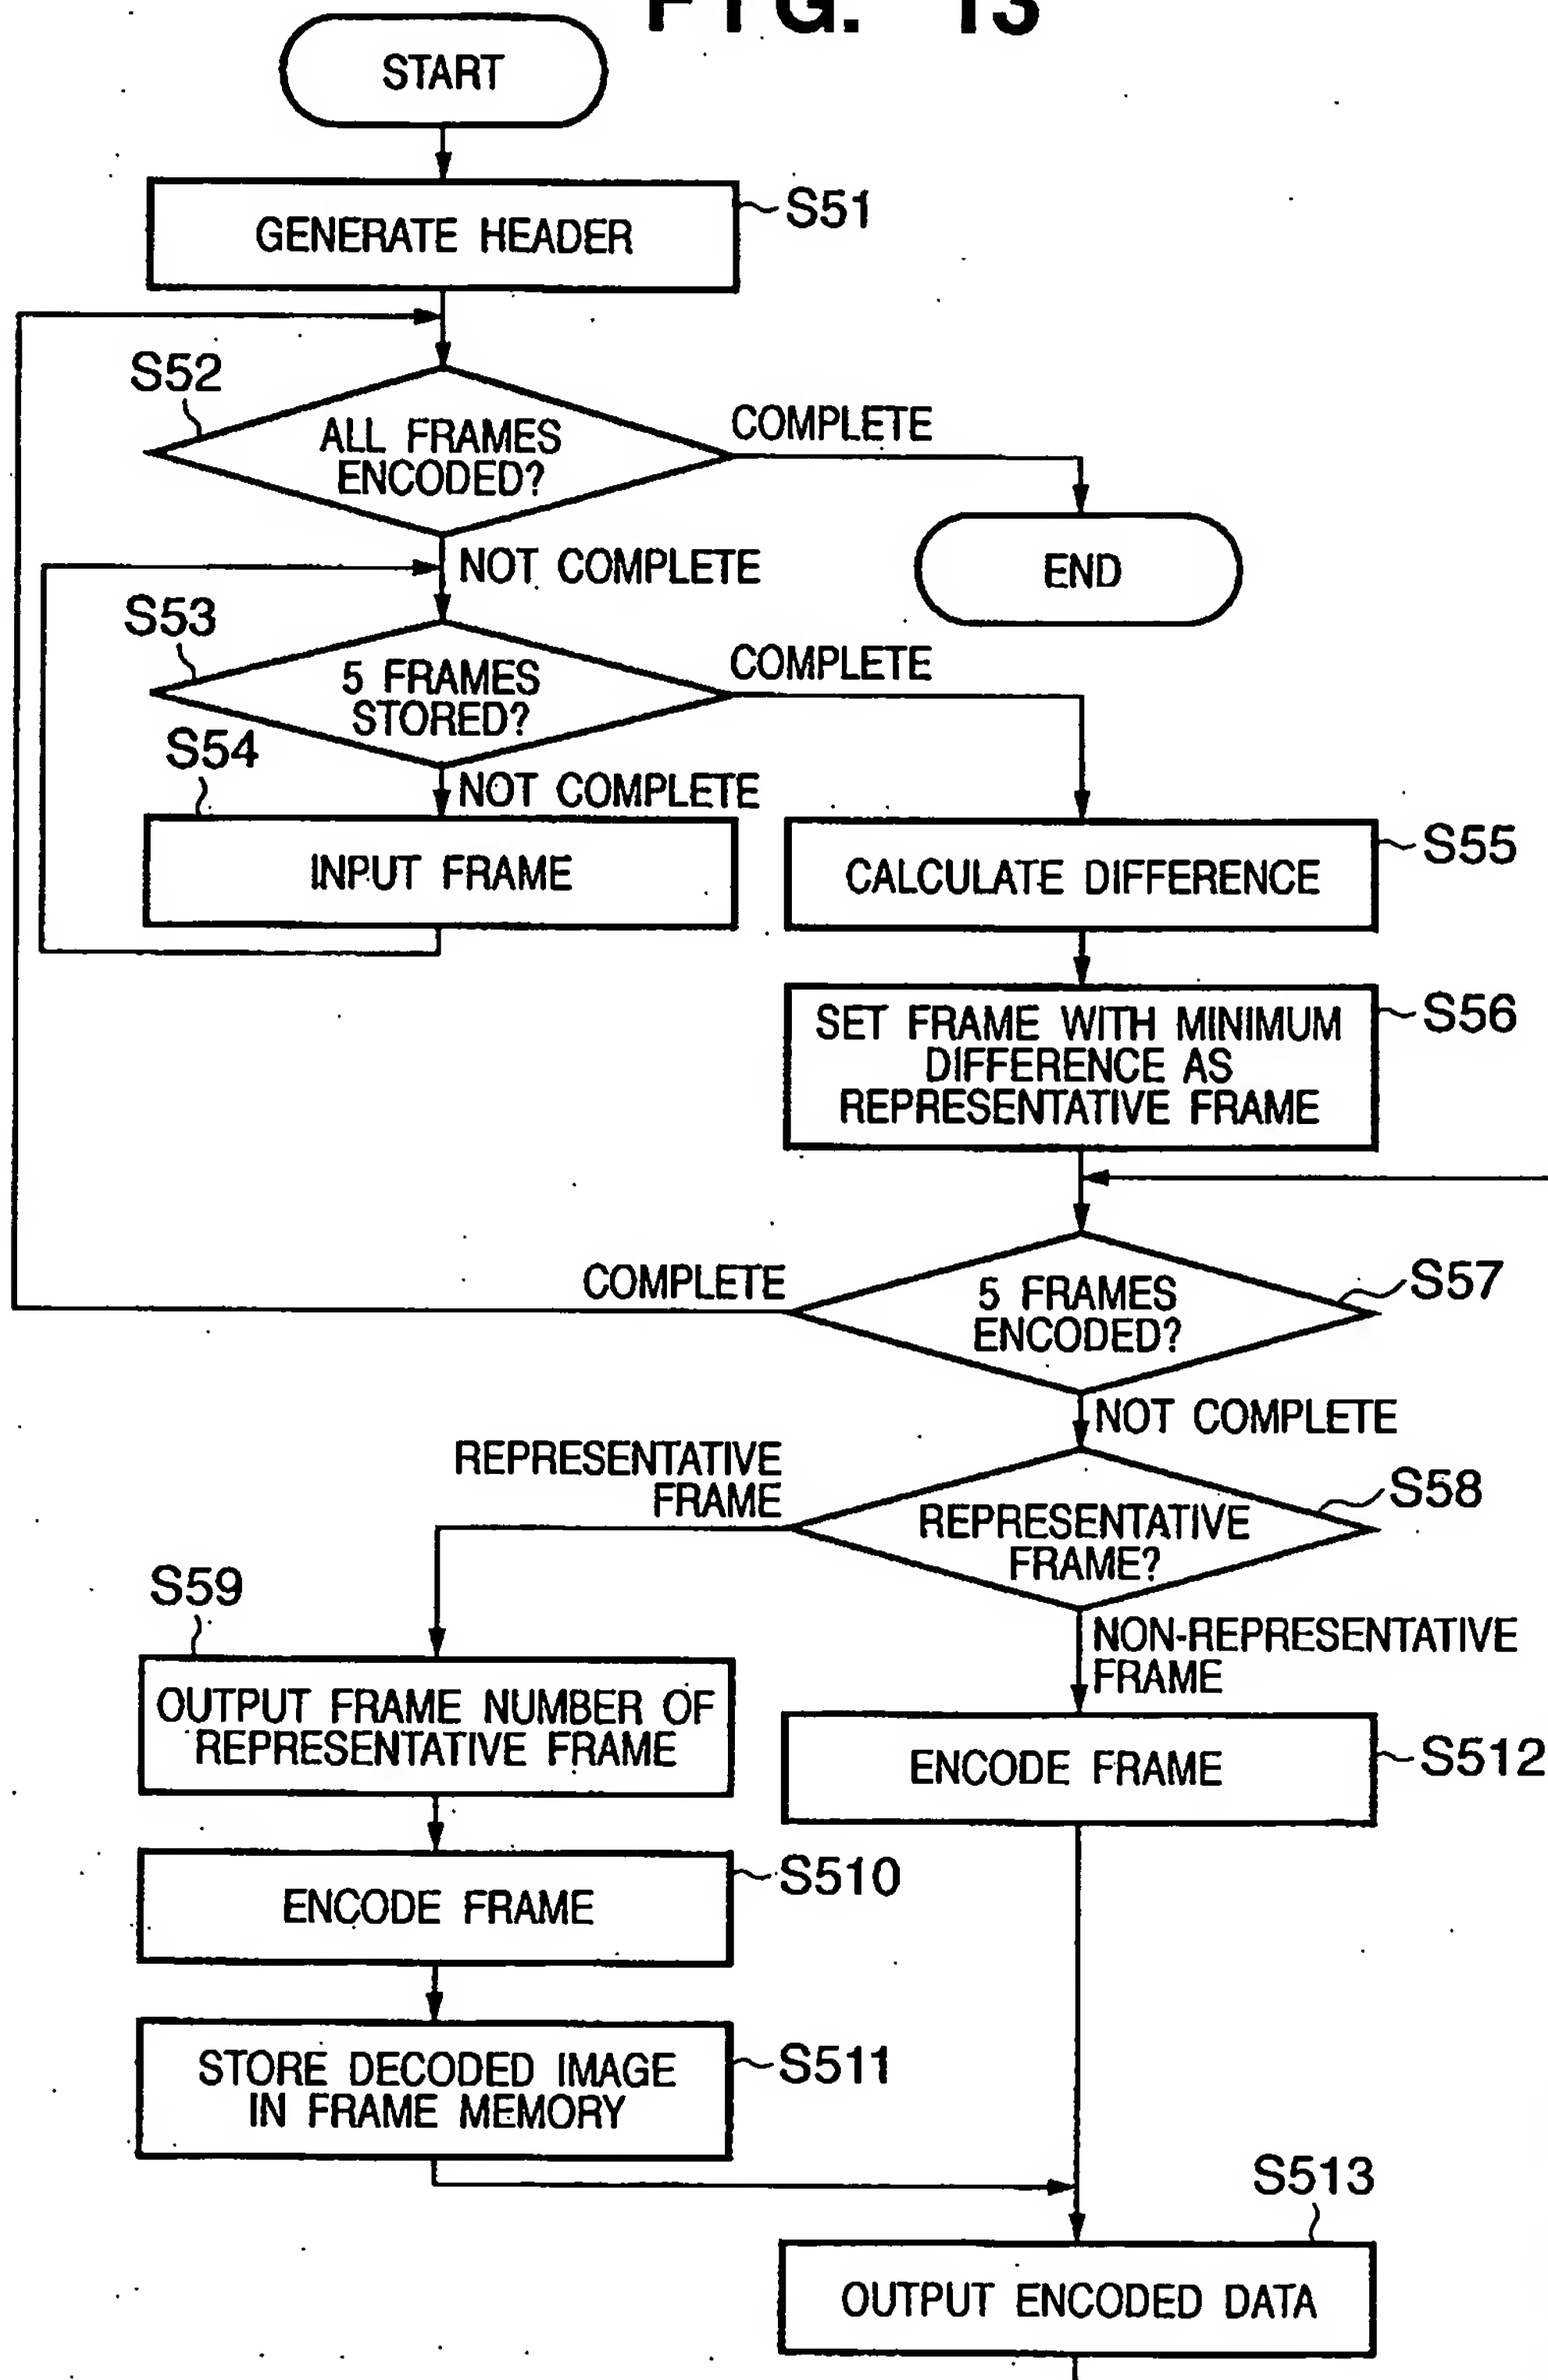 FIG. 13
START
GENERATE HEADER
S51
S52
ALL FRAMES
ENCODED?
COMPLETE
END
NOT COMPLETE
S53
5 FRAMES
STORED?
COMPLETE
S54
NOT COMPLETE
INPUT FRAME
CALCULATE DIFFERENCE
S55
SET FRAME WITH MINIMUM
DIFFERENCE AS
REPRESENTATIVE FRAME
S56
COMPLETE
5 FRAMES
ENCODED?
S57
NOT COMPLETE
REPRESENTATIVE
FRAME
REPRESENTATIVE
FRAME?
S58
S59
NON-REPRESENTATIVE
FRAME
OUTPUT FRAME NUMBER OF
REPRESENTATIVE FRAME
ENCODE FRAME
S512
ENCODE FRAME
S510
STORE DECODED IMAGE
IN FRAME MEMORY
S511
S513
OUTPUT ENCODED DATA